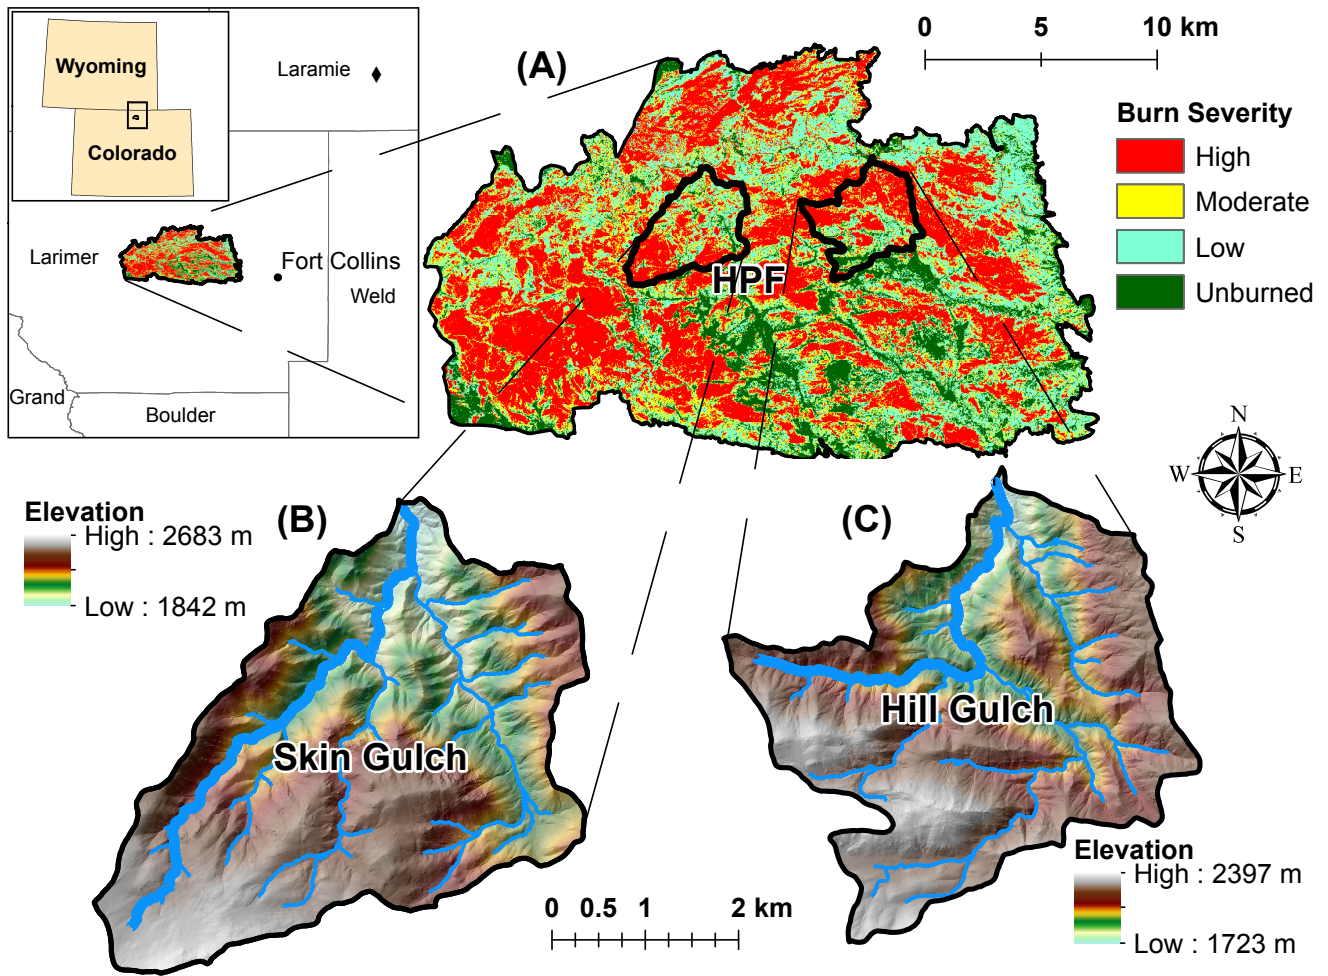 Wyoming
Colorado
Laramie
Larimer
Fort Collins
Weld
Grand
Boulder
(A)
0 5 10 km
HPF
Burn Severity
High
Moderate
Low
Unburned
N
W E
S
Elevation
High : 2683 m
Low : 1842 m
(B)
Skin Gulch
(C)
Hill Gulch
0 0.5 1 2 km
Elevation
High : 2397 m
Low : 1723 m